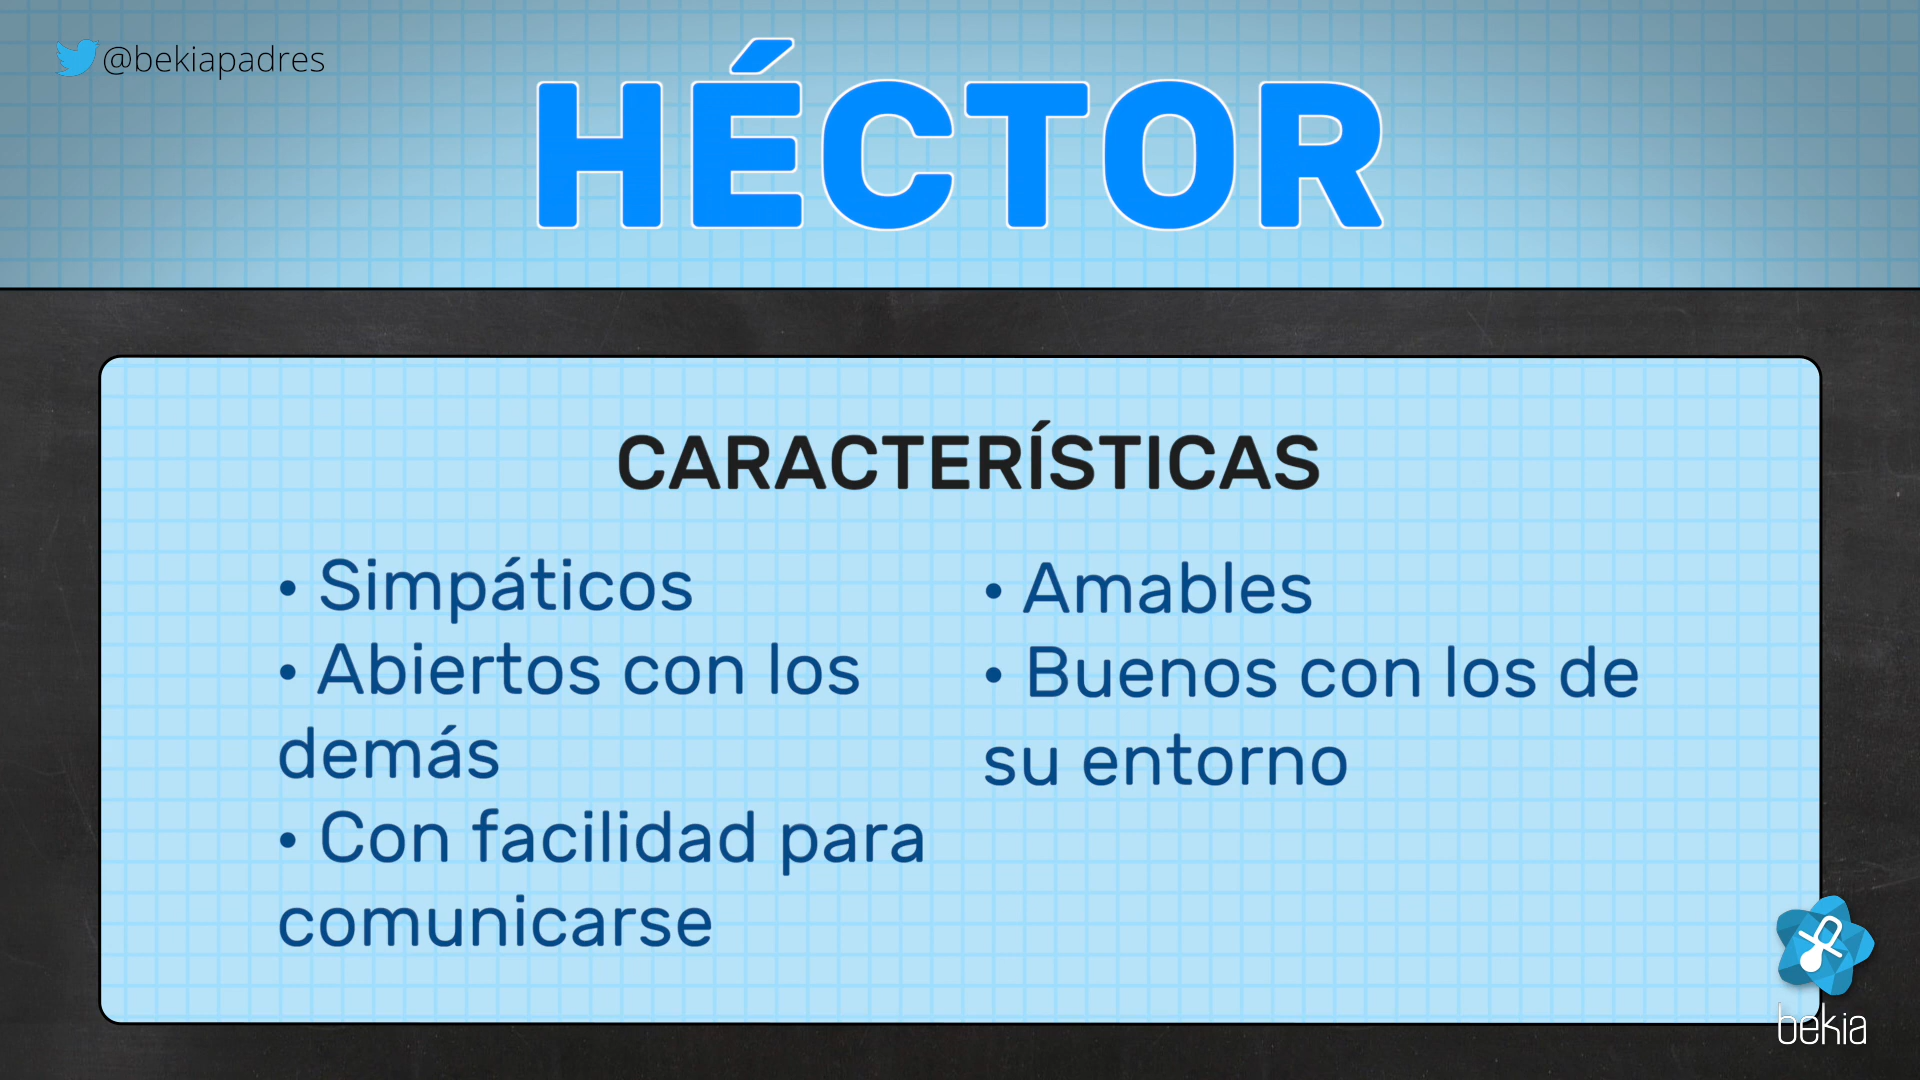 @bekiapadres
HÉCTOR
CARACTERÍSTICAS
• Simpáticos
• Abiertos con los
demás
• Con facilidad para
comunicarse
• Amables
• Buenos con los de
su entorno
bekia